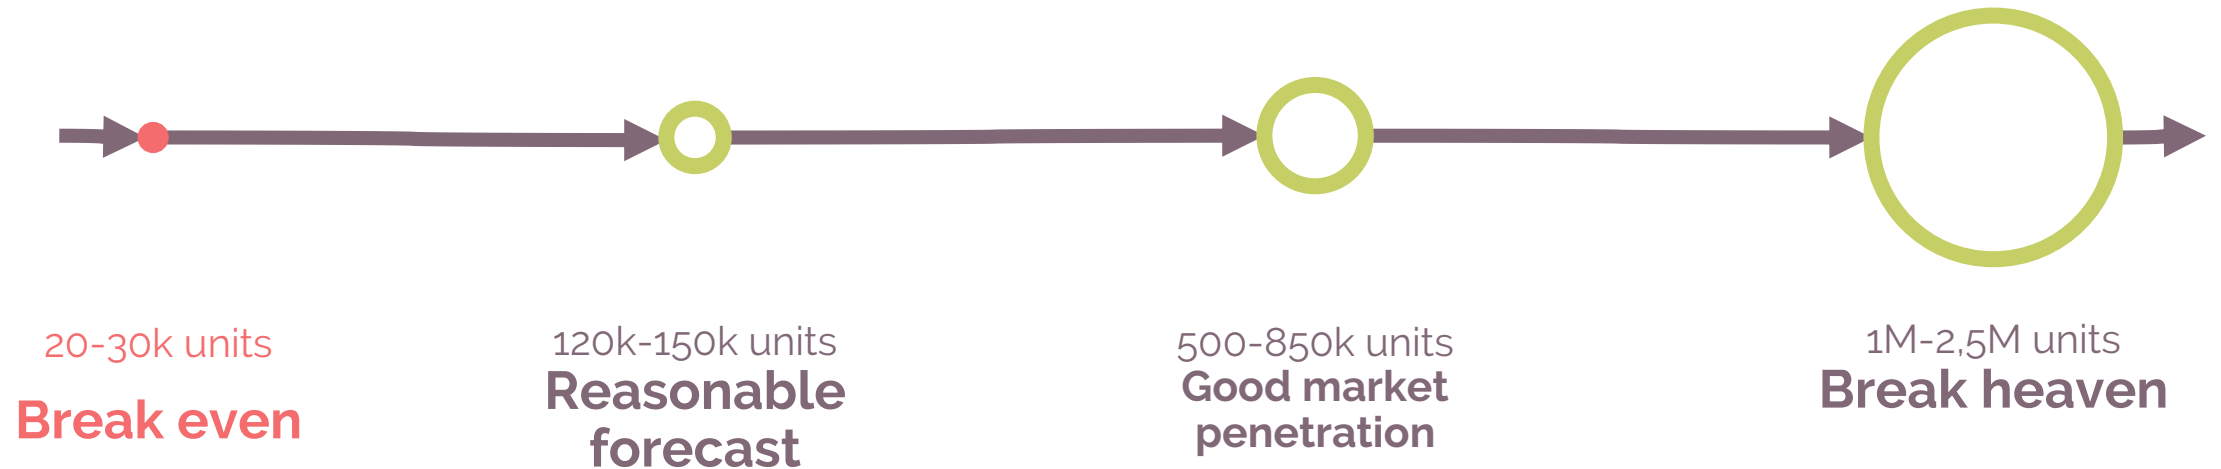 20-30k units
Break even
120k-150k units
Reasonable
forecast
500-850k units
Good market
penetration
1M-2,5M units
Break heaven